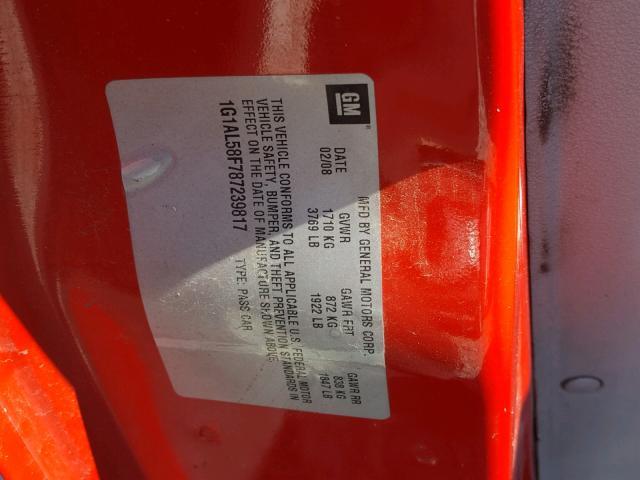 GM
MFD BY GENERAL MOTORS CORP.
DATE GVWR GAWR FRT GAWR RR
02/08 1710 KG 872 KG 838 KG
3769 LB 1922 LB 1847 LB
THIS VEHICLE CONFORMS TO ALL APPLICABLE U.S. FEDERAL MOTOR
VEHICLE SAFETY, BUMPER, AND THEFT PREVENTION STANDARDS IN
EFFECT ON THE DATE OF MANUFACTURE SHOWN ABOVE.
1G1AL58F787239817 TYPE: PASS CAR